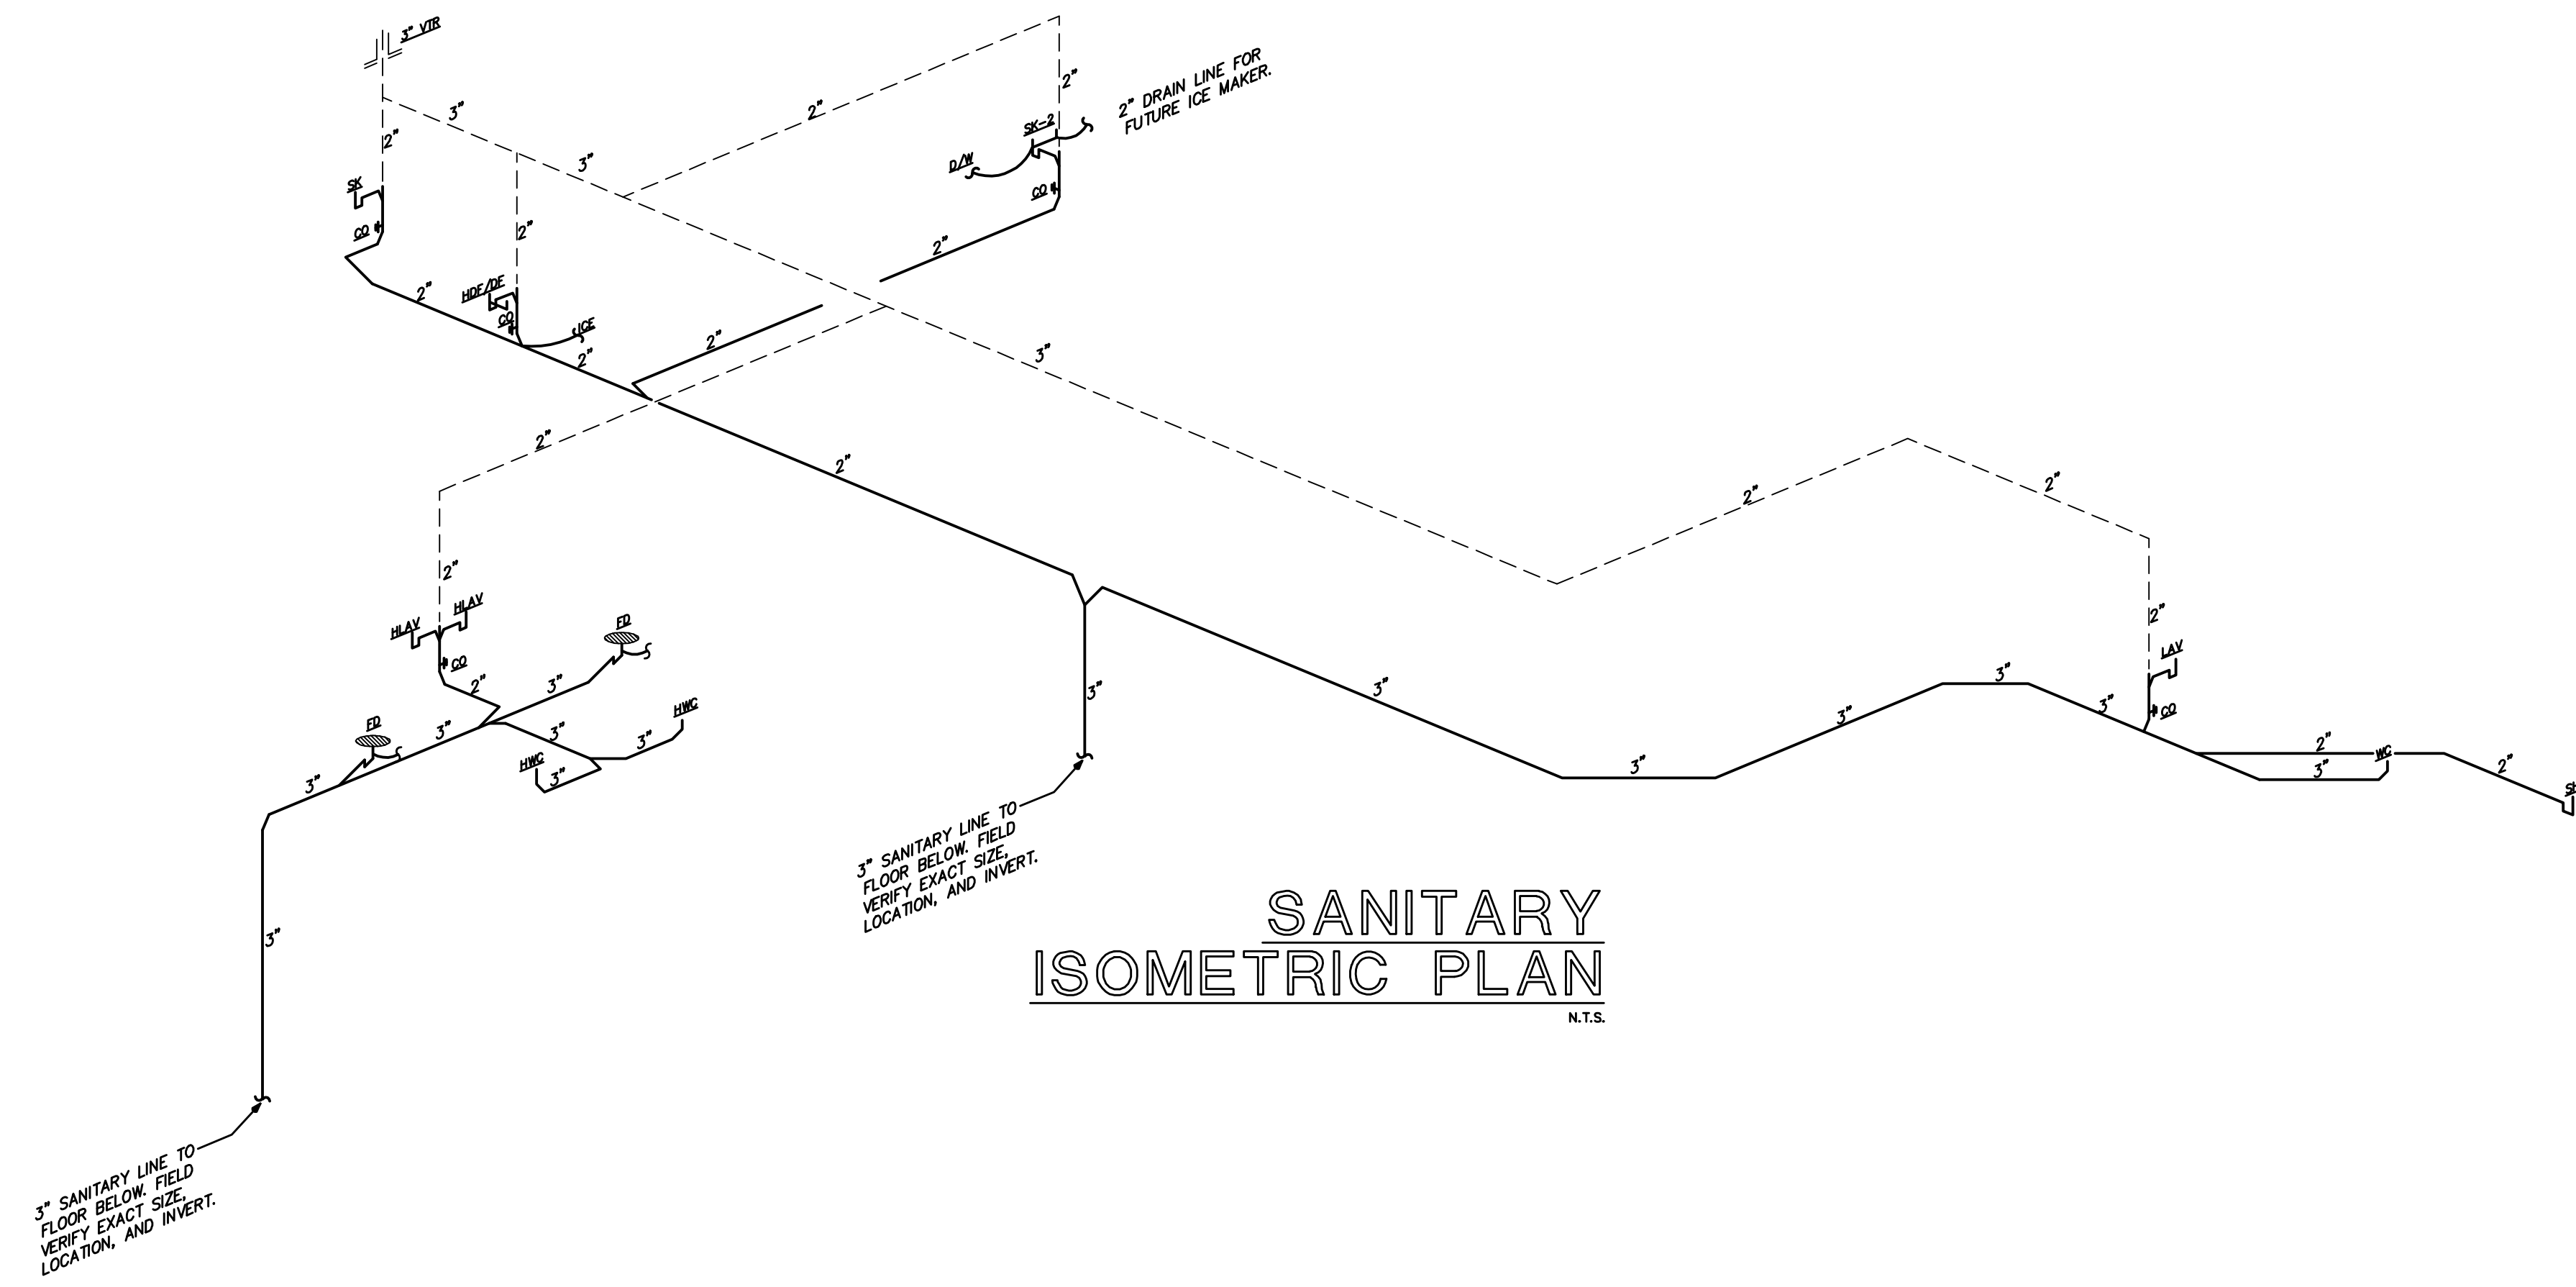 3" VTR
3"
2"
2"
3"
2"
2" DRAIN LINE FOR
FUTURE ICE MAKER.
SK-2
D/W
CO
SK
CO
2"
2"
2"
HDF/DF
CO
ICE
2"
2"
3"
2"
2"
2"
2"
2"
2"
HLAV
HLAV
CO
2"
2"
FD
3"
3"
FD
3"
3"
HWC
3"
HWC
3"
3"
3"
3"
3"
3"
3"
3"
LAV
CO
2"
2"
WC
3"
2"
3" SANITARY LINE TO
FLOOR BELOW. FIELD
VERIFY EXACT SIZE,
LOCATION, AND INVERT.
SANITARY
ISOMETRIC PLAN
N.T.S.
3" SANITARY LINE TO
FLOOR BELOW. FIELD
VERIFY EXACT SIZE,
LOCATION, AND INVERT.